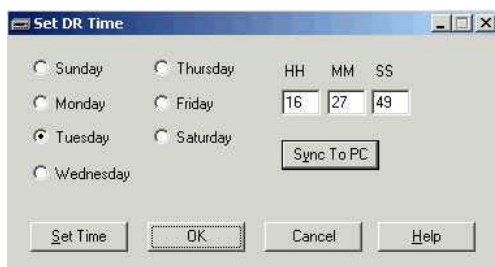 Set DR Time
Sunday Thursday HH MM SS
Monday Friday 16 27 49
Tuesday Saturday
Sync To PC
Wednesday
Set Time OK Cancel Help